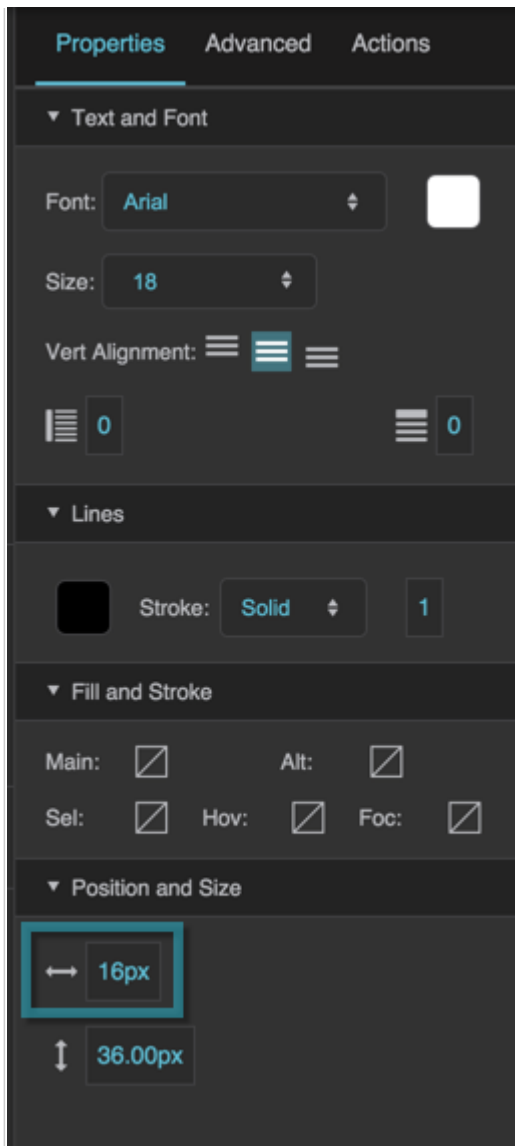 Properties Advanced Actions
Text and Font
Font: Arial
Size: 18
Vert Alignment:
0 0
Lines
Stroke: Solid 1
Fill and Stroke
Main: Alt:
Sel: Hov: Foc:
Position and Size
16px
36.00px